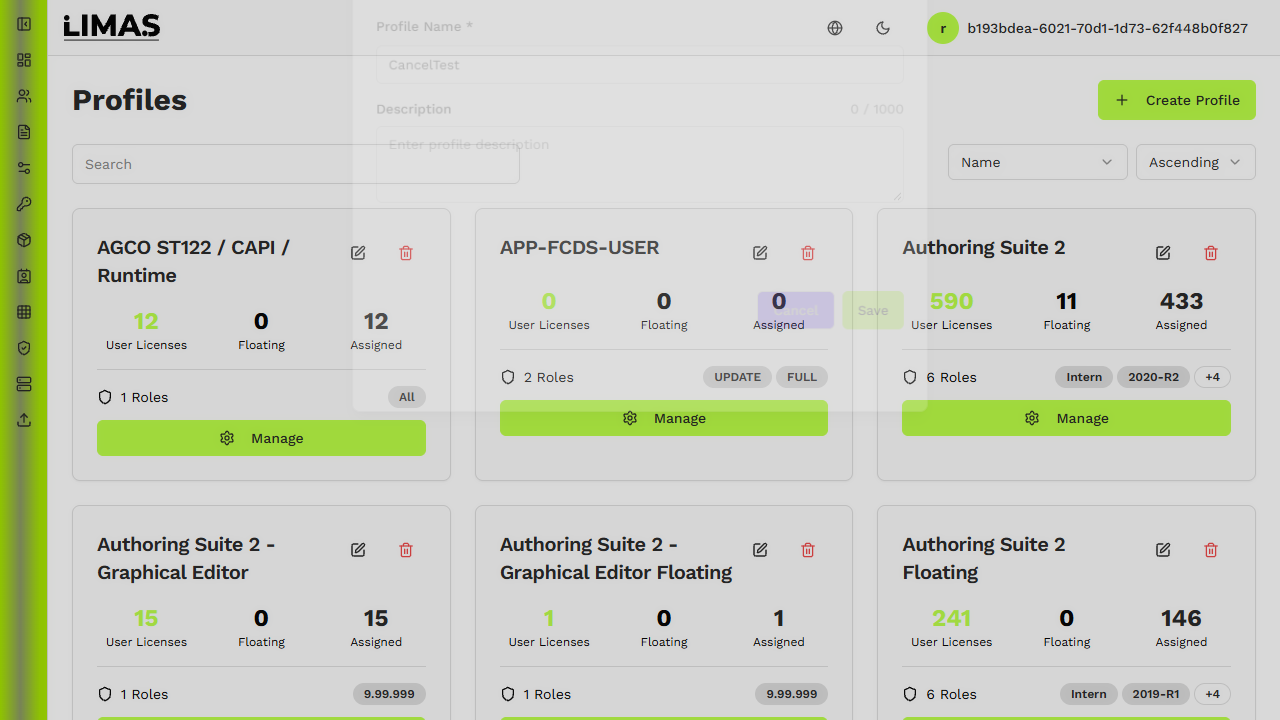 LIMAS
Profile Name *
r
b193bdea-6021-70d1-1d73-62f448b0f827
CancelTest
Profiles
Description
0 / 1000
Create Profile
Enter profile description
Search
Name
Ascending
AGCO ST122 / CAPI /
Runtime
12
0
12
User Licenses
Floating
Assigned
1 Roles
All
Manage
APP-FCDS-USER
0
0
0
User Licenses
Floating
Assigned
Cancel
Save
2 Roles
UPDATE
FULL
Manage
Authoring Suite 2
590
11
433
User Licenses
Floating
Assigned
6 Roles
Intern
2020-R2
+4
Manage
Authoring Suite 2 -
Graphical Editor
15
0
15
User Licenses
Floating
Assigned
1 Roles
9.99.999
Authoring Suite 2 -
Graphical Editor Floating
1
0
1
User Licenses
Floating
Assigned
1 Roles
9.99.999
Authoring Suite 2
Floating
241
0
146
User Licenses
Floating
Assigned
6 Roles
Intern
2019-R1
+4